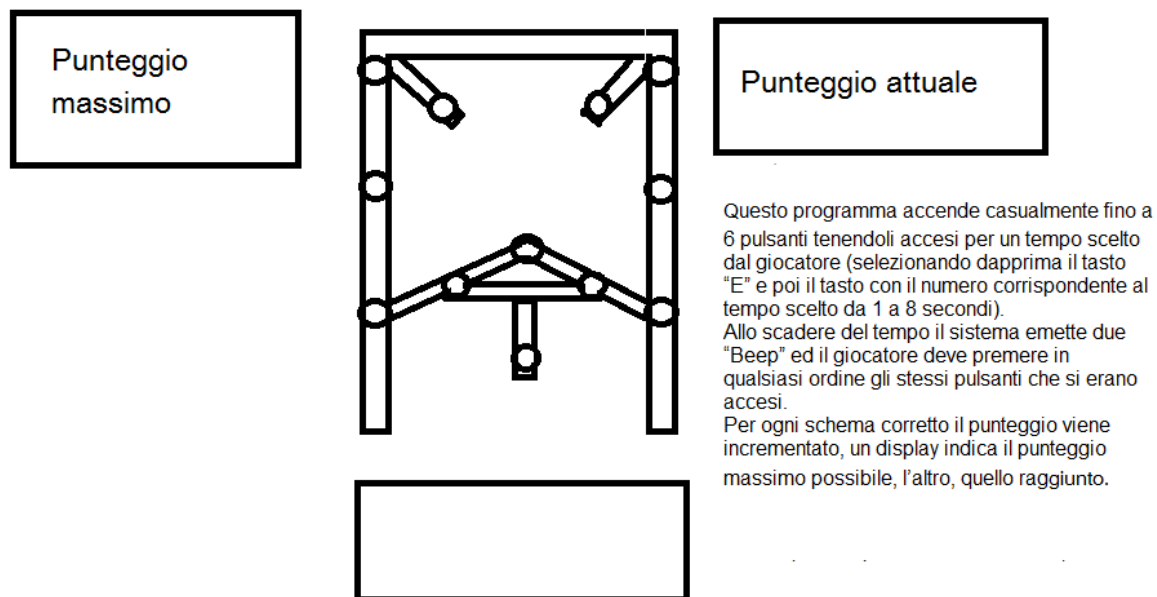 Punteggio
massimo
Punteggio attuale
Questo programma accende casualmente fino a
6 pulsanti tenendoli accesi per un tempo scelto
dal giocatore (selezionando dapprima il tasto
“E” e poi il tasto con il numero corrispondente al
tempo scelto da 1 a 8 secondi).
Allo scadere del tempo il sistema emette due
“Beep” ed il giocatore deve premere in
qualsiasi ordine gli stessi pulsanti che si erano
accesi.
Per ogni schema corretto il punteggio viene
incrementato, un display indica il punteggio
massimo possibile, l’altro, quello raggiunto.